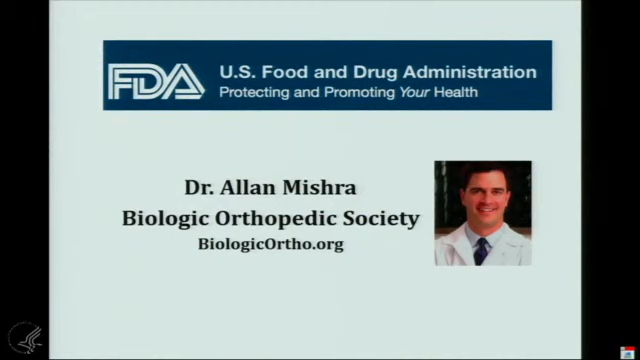 FDA U.S. Food and Drug Administration
Protecting and Promoting Your Health
Dr. Allan Mishra
Biologic Orthopedic Society
BiologicOrtho.org